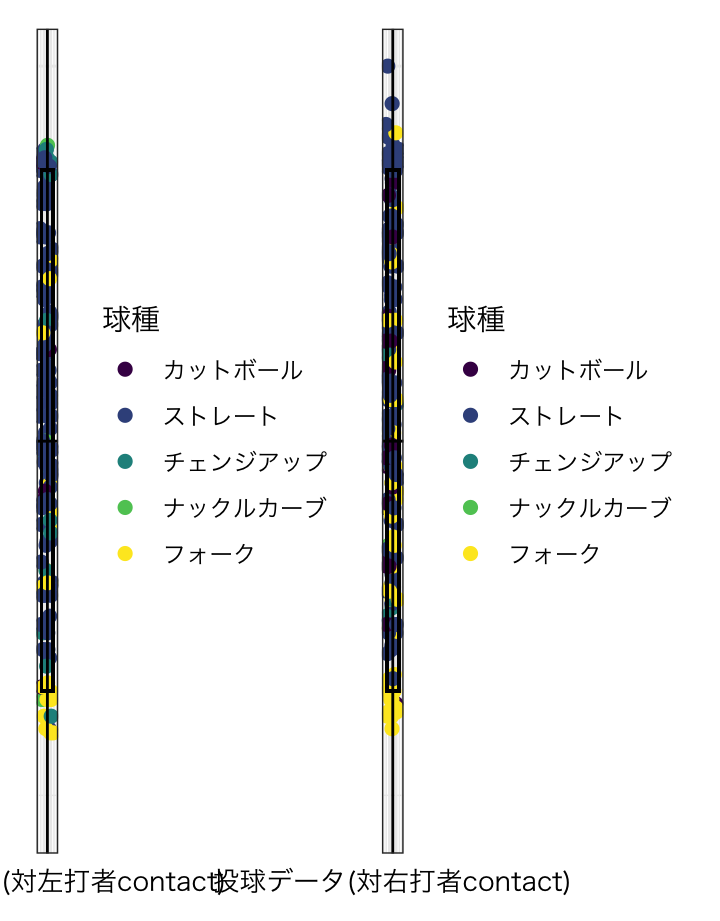 球種
カットボール
ストレート
チェンジアップ
ナックルカーブ
フォーク
球種
カットボール
ストレート
チェンジアップ
ナックルカーブ
フォーク
(対左打者contact)
投球データ(対右打者contact)